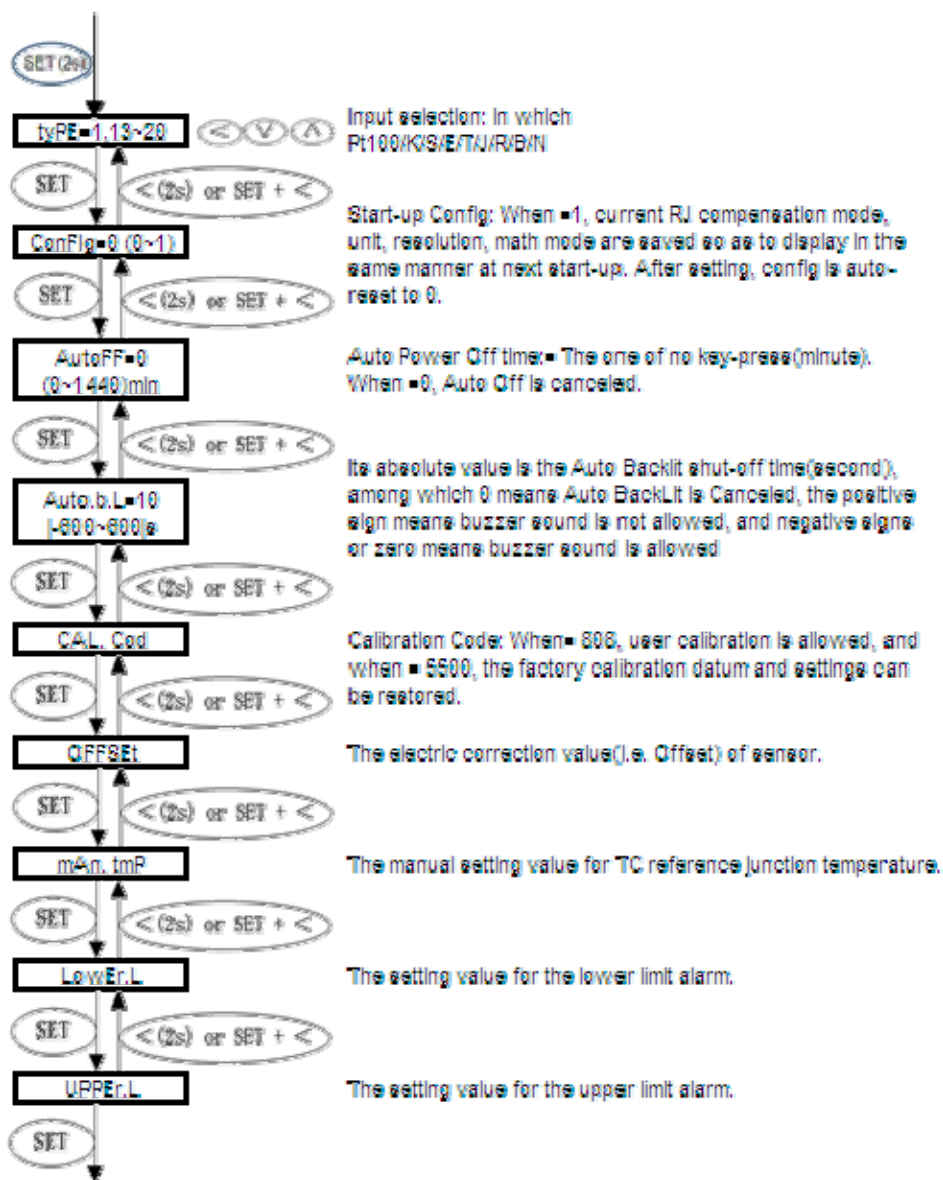 SET(2s)
tyPE=1,13~20
< ∨ ∧
Input selection: In which
Pt100/K/S/E/T/J/R/B/N
SET
<(2s) or SET + <
ConFig=0 (0~1)
Start-up Config: When =1, current RJ compensation mode,
unit, resolution, math mode are saved so as to display in the
same manner at next start-up. After setting, config is auto-
reset to 0.
SET
<(2s) or SET + <
AutoFF=0
(0~1440)min
Auto Power Off time:= The one of no key-press(minute).
When =0, Auto Off is canceled.
SET
<(2s) or SET + <
Auto.b.L=10
|-600~600|s
Its absolute value is the Auto Backlit shut-off time(second),
among which 0 means Auto BackLit is Canceled, the positive
sign means buzzer sound is not allowed, and negative signs
or zero means buzzer sound is allowed
SET
<(2s) or SET + <
CAL. Cod
Calibration Code: When= 808, user calibration is allowed, and
when = 5500, the factory calibration datum and settings can
be restored.
SET
<(2s) or SET + <
OFFSEt
The electric correction value(i.e. Offset) of sensor.
SET
<(2s) or SET + <
mAn. tmP
The manual setting value for TC reference junction temperature.
SET
<(2s) or SET + <
LowEr.L
The setting value for the lower limit alarm.
SET
<(2s) or SET + <
UPPEr.L
The setting value for the upper limit alarm.
SET